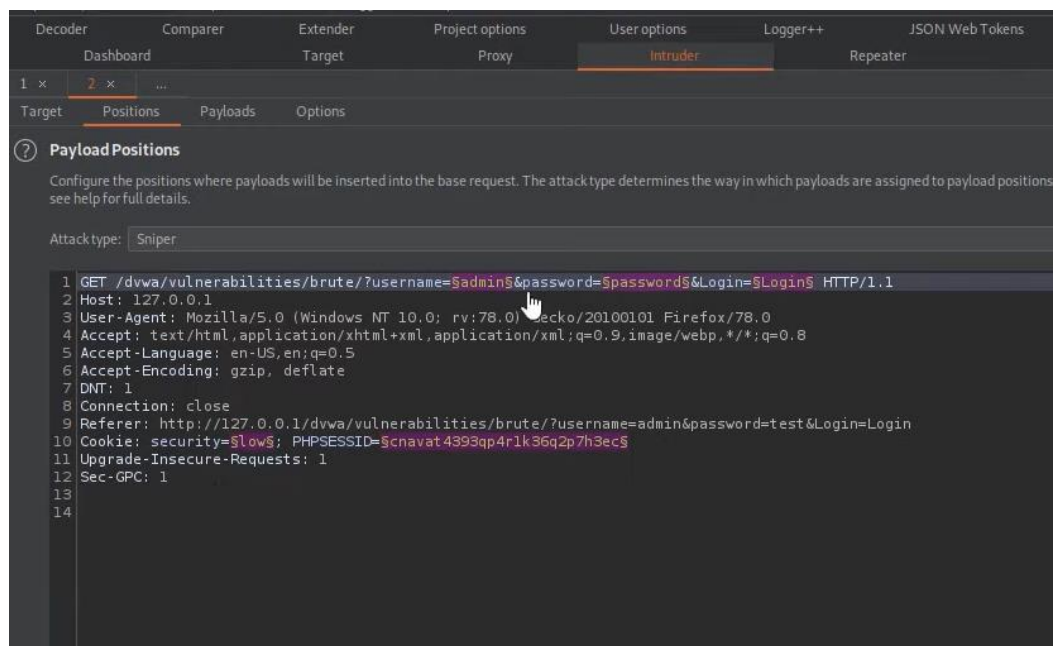 Decoder Comparer Extender Project options User options Logger++ JSON Web Tokens
Dashboard Target Proxy Intruder Repeater
1 × 2 × ...
Target Positions Payloads Options
? Payload Positions
Configure the positions where payloads will be inserted into the base request. The attack type determines the way in which payloads are assigned to payload positions
see help for full details.
Attack type: Sniper
1 GET /dvwa/vulnerabilities/brute/?username=§admin§&password=§password§&Login=§Login§ HTTP/1.1
2 Host: 127.0.0.1
3 User-Agent: Mozilla/5.0 (Windows NT 10.0; rv:78.0) Gecko/20100101 Firefox/78.0
4 Accept: text/html,application/xhtml+xml,application/xml;q=0.9,image/webp,*/*;q=0.8
5 Accept-Language: en-US,en;q=0.5
6 Accept-Encoding: gzip, deflate
7 DNT: 1
8 Connection: close
9 Referer: http://127.0.0.1/dvwa/vulnerabilities/brute/?username=admin&password=test&Login=Login
10 Cookie: security=§low§; PHPSESSID=§cnavat4393qp4r1k36q2p7h3ec§
11 Upgrade-Insecure-Requests: 1
12 Sec-GPC: 1
13
14